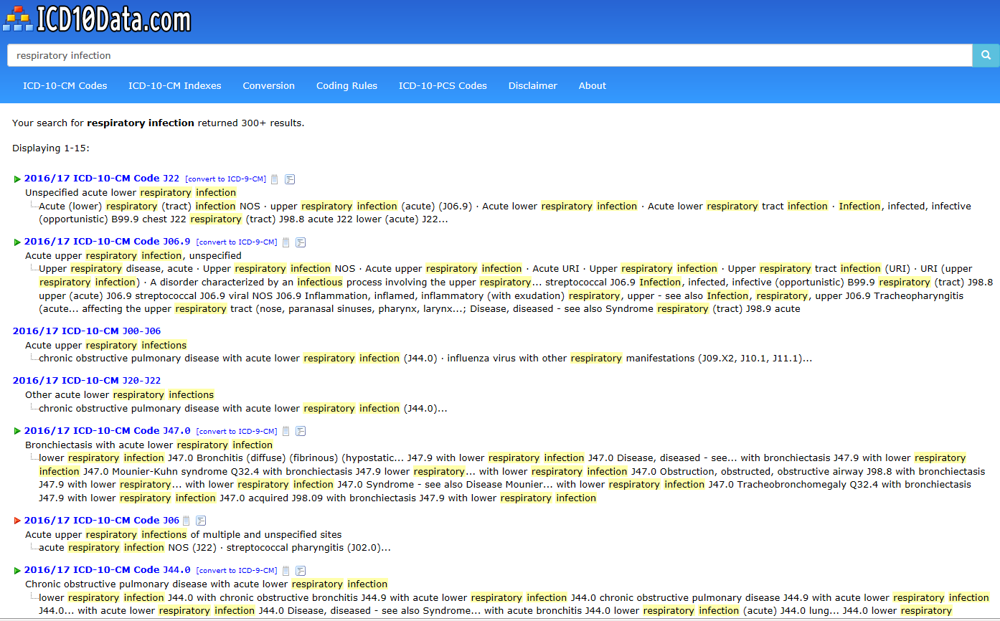 ICD10Data.com
respiratory infection
ICD-10-CM Codes ICD-10-CM Indexes Conversion Coding Rules ICD-10-PCS Codes Disclaimer About
Your search for respiratory infection returned 300+ results.
Displaying 1-15:
2016/17 ICD-10-CM Code J22 [convert to ICD-9-CM]
Unspecified acute lower respiratory infection
Acute (lower) respiratory (tract) infection NOS · upper respiratory infection (acute) (J06.9) · Acute lower respiratory infection · Acute lower respiratory tract infection · Infection, infected, infective
(opportunistic) B99.9 chest J22 respiratory (tract) J98.8 acute J22 lower (acute) J22...
2016/17 ICD-10-CM Code J06.9 [convert to ICD-9-CM]
Acute upper respiratory infection, unspecified
Upper respiratory disease, acute · Upper respiratory infection NOS · Acute upper respiratory infection · Acute URI · Upper respiratory infection · Upper respiratory tract infection (URI) · URI (upper
respiratory infection) · A disorder characterized by an infectious process involving the upper respiratory... streptococcal J06.9 Infection, infected, infective (opportunistic) B99.9 respiratory (tract) J98.8
upper (acute) J06.9 streptococcal J06.9 viral NOS J06.9 Inflammation, inflamed, inflammatory (with exudation) respiratory, upper - see also Infection, respiratory, upper J06.9 Tracheopharyngitis
(acute... affecting the upper respiratory tract (nose, paranasal sinuses, pharynx, larynx...; Disease, diseased - see also Syndrome respiratory (tract) J98.9 acute
2016/17 ICD-10-CM J00-J06
Acute upper respiratory infections
chronic obstructive pulmonary disease with acute lower respiratory infection (J44.0) · influenza virus with other respiratory manifestations (J09.X2, J10.1, J11.1)...
2016/17 ICD-10-CM J20-J22
Other acute lower respiratory infections
chronic obstructive pulmonary disease with acute lower respiratory infection (J44.0)...
2016/17 ICD-10-CM Code J47.0 [convert to ICD-9-CM]
Bronchiectasis with acute lower respiratory infection
lower respiratory infection J47.0 Bronchitis (diffuse) (fibrinous) (hypostatic... J47.9 with lower respiratory infection J47.0 Disease, diseased - see... with bronchiectasis J47.9 with lower respiratory
infection J47.0 Mounier-Kuhn syndrome Q32.4 with bronchiectasis J47.9 lower respiratory... with lower respiratory infection J47.0 Obstruction, obstructed, obstructive airway J98.8 with bronchiectasis
J47.9 with lower respiratory... with lower respiratory infection J47.0 Syndrome - see also Disease Mounier... with lower respiratory infection J47.0 Tracheobronchomegaly Q32.4 with bronchiectasis
J47.9 with lower respiratory infection J47.0 acquired J98.09 with bronchiectasis J47.9 with lower respiratory infection
2016/17 ICD-10-CM Code J06
Acute upper respiratory infections of multiple and unspecified sites
acute respiratory infection NOS (J22) · streptococcal pharyngitis (J02.0)...
2016/17 ICD-10-CM Code J44.0 [convert to ICD-9-CM]
Chronic obstructive pulmonary disease with acute lower respiratory infection
lower respiratory infection J44.0 with chronic obstructive bronchitis J44.9 with acute lower respiratory infection J44.0 chronic obstructive pulmonary disease J44.9 with acute lower respiratory infection
J44.0... with acute lower respiratory infection J44.0 Disease, diseased - see also Syndrome... with acute bronchitis J44.0 lower respiratory infection (acute) J44.0 lung... J44.0 lower respiratory